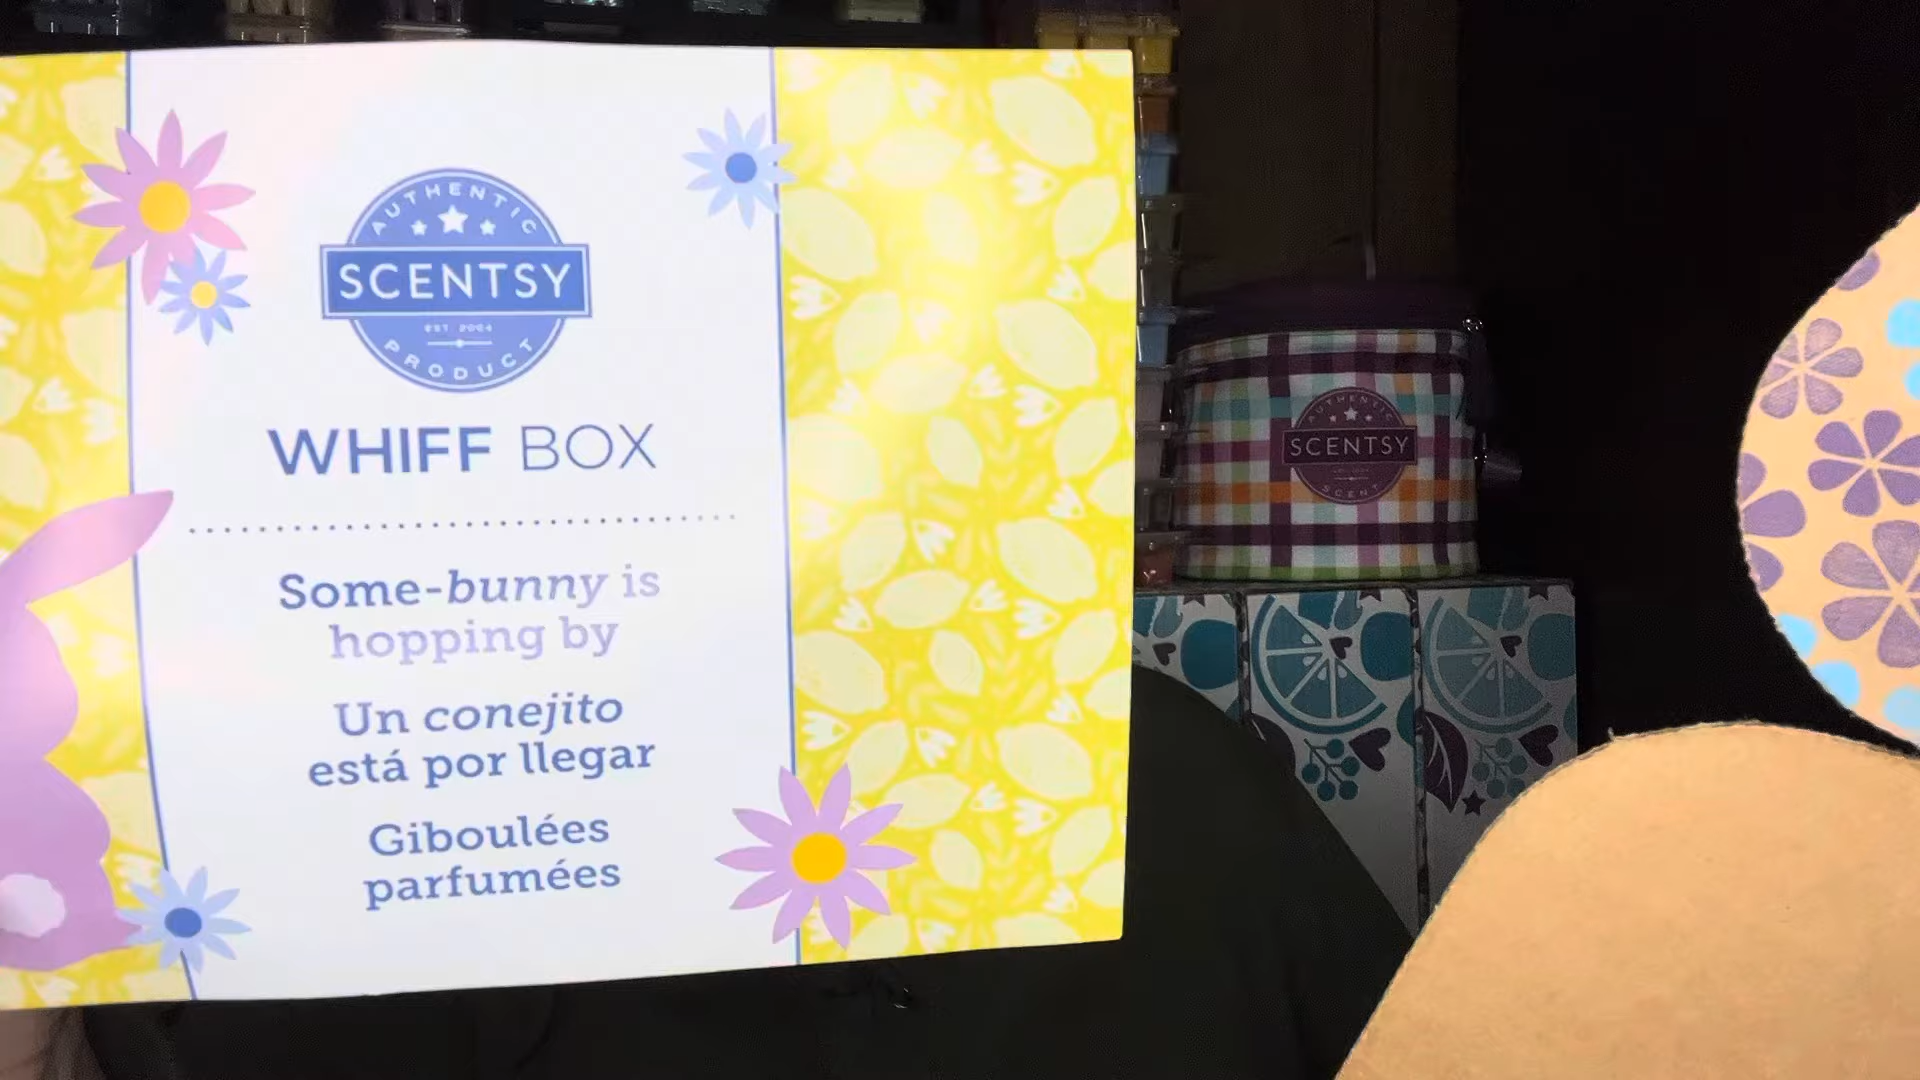 AUTHENTIC
SCENTSY
EST 2004
PRODUCT
WHIFF BOX
Some-bunny is
hopping by
Un conejito
está por llegar
Giboulées
parfumées
AUTHENTIC
SCENTSY
SCENT